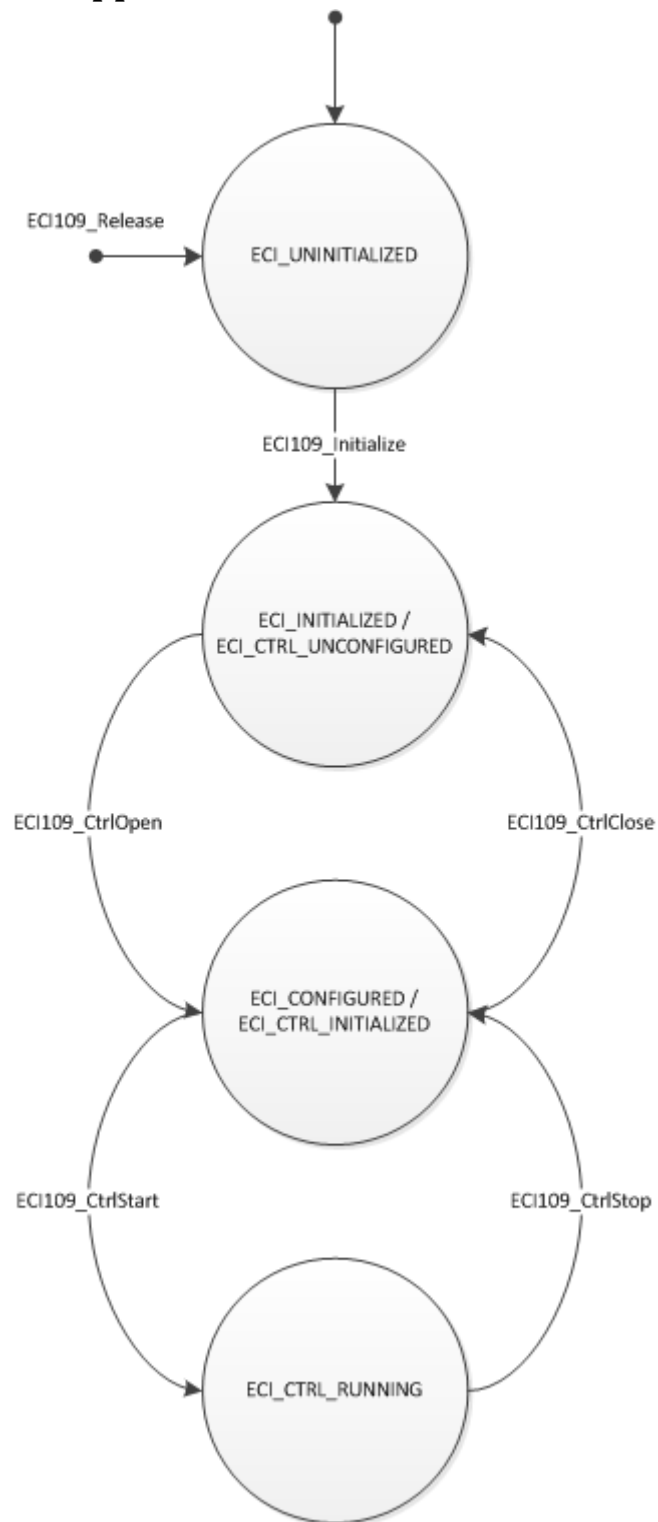 ECI109_Release
ECI_UNINITIALIZED
ECI109_Initialize
ECI_INITIALIZED /
ECI_CTRL_UNCONFIGURED
ECI109_CtrlOpen
ECI109_CtrlClose
ECI_CONFIGURED /
ECI_CTRL_INITIALIZED
ECI109_CtrlStart
ECI109_CtrlStop
ECI_CTRL_RUNNING